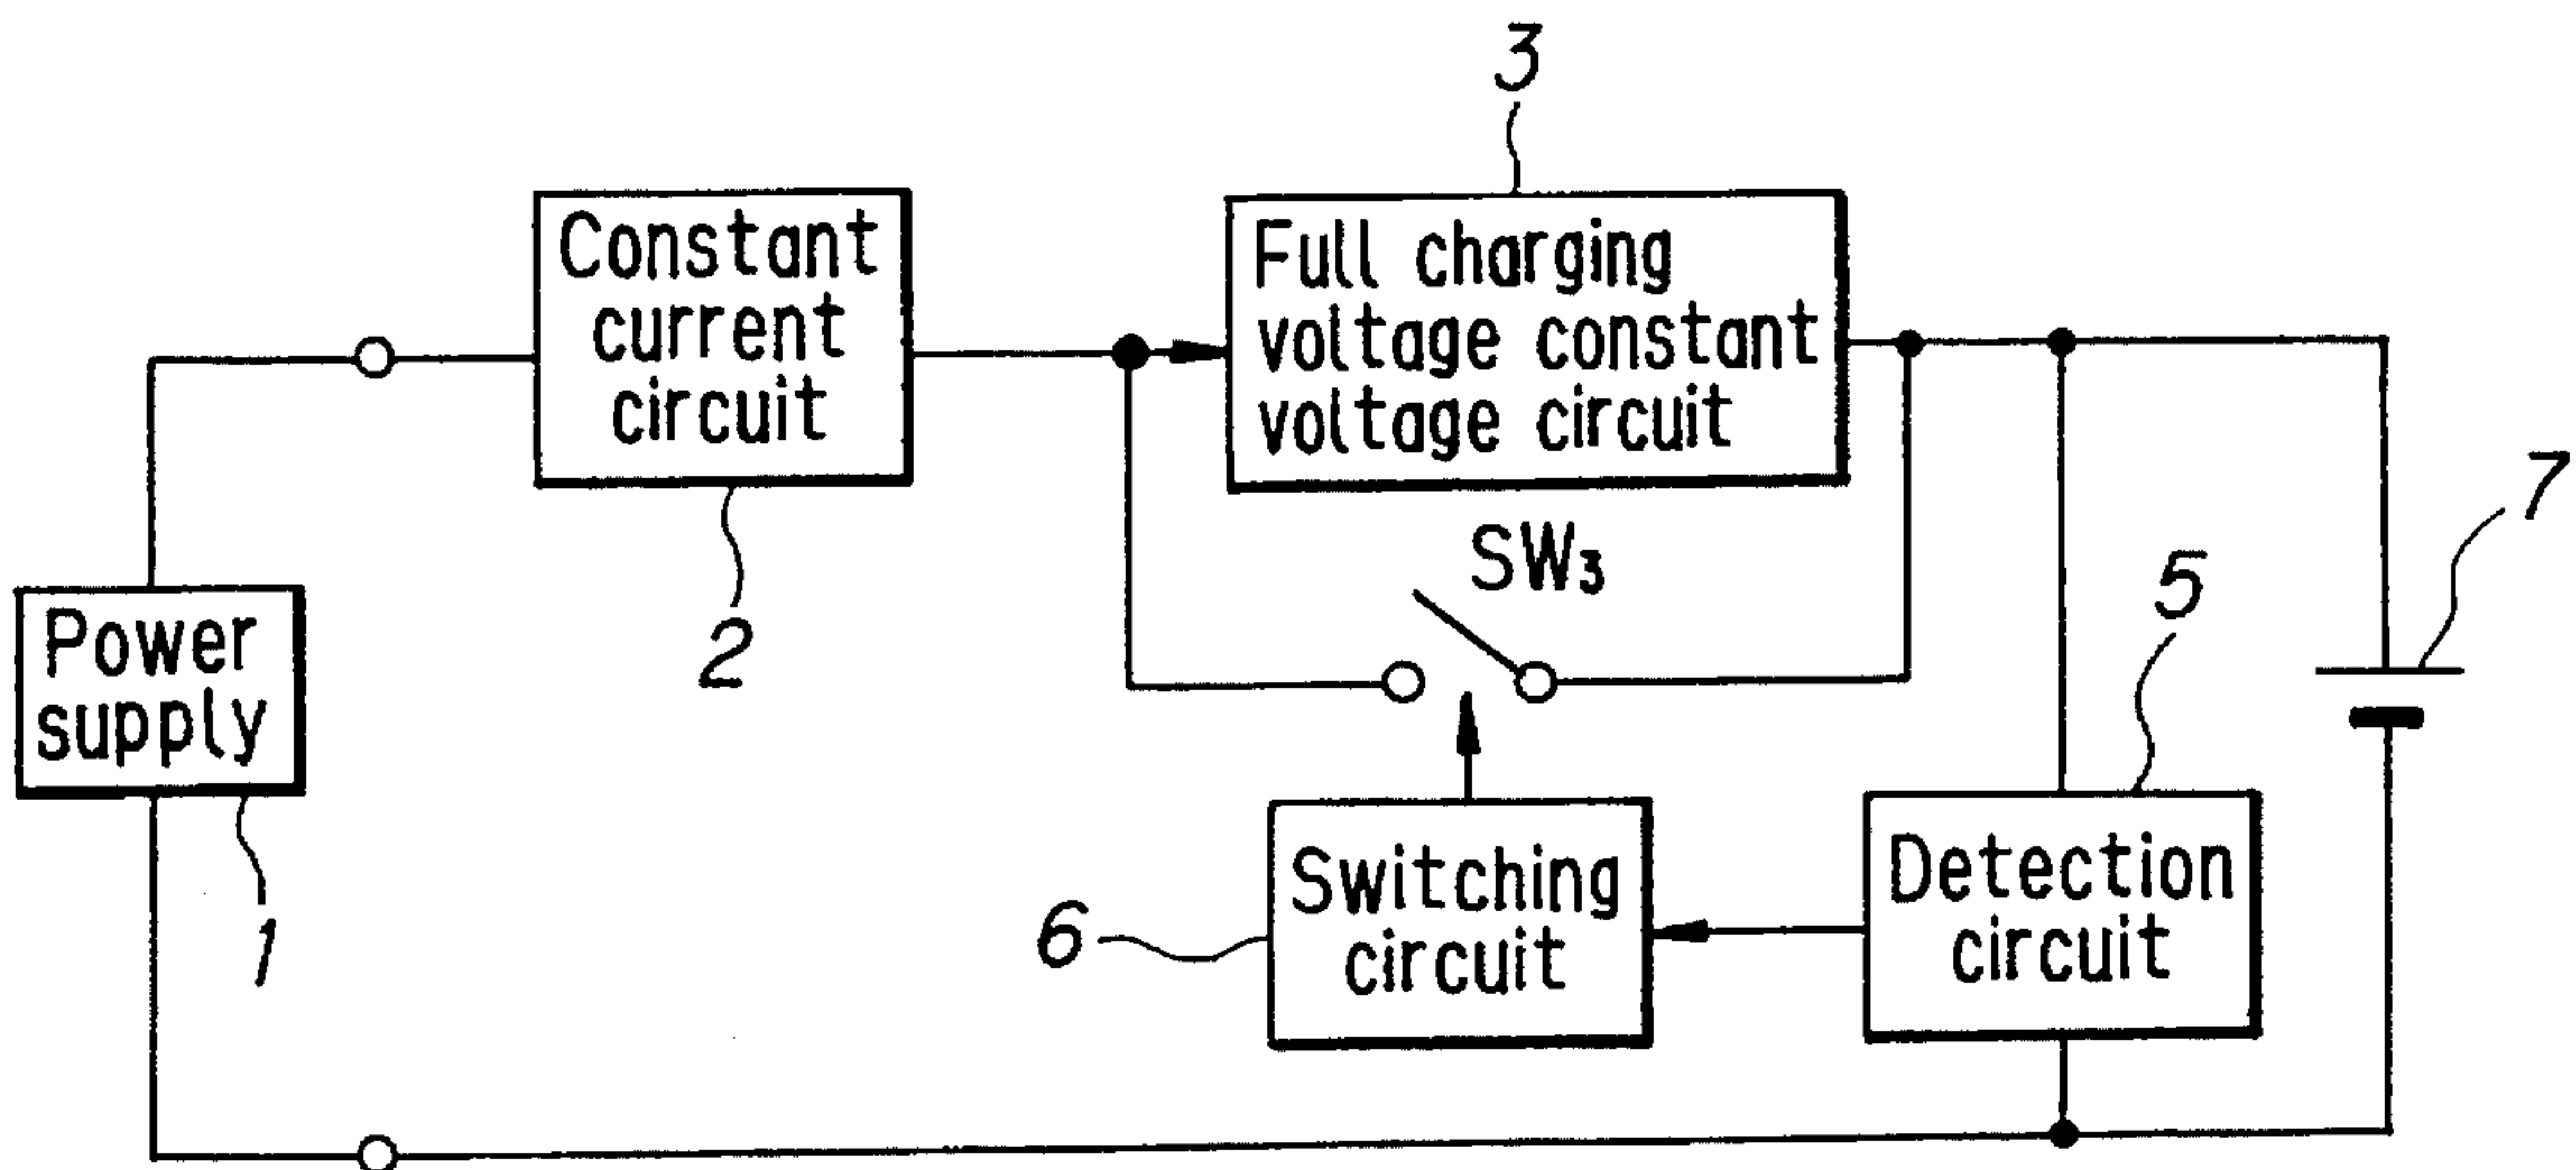 3
Constant
current
circuit
Full charging
voltage constant
voltage circuit
2
SW3
7
5
Power
supply
1
6
Switching
circuit
Detection
circuit